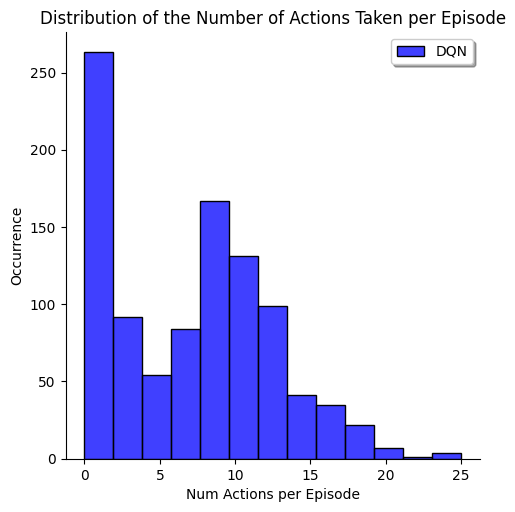 Distribution of the Number of Actions Taken per Episode
DQN
250
200
150
100
50
0
Occurrence
0 5 10 15 20 25
Num Actions per Episode